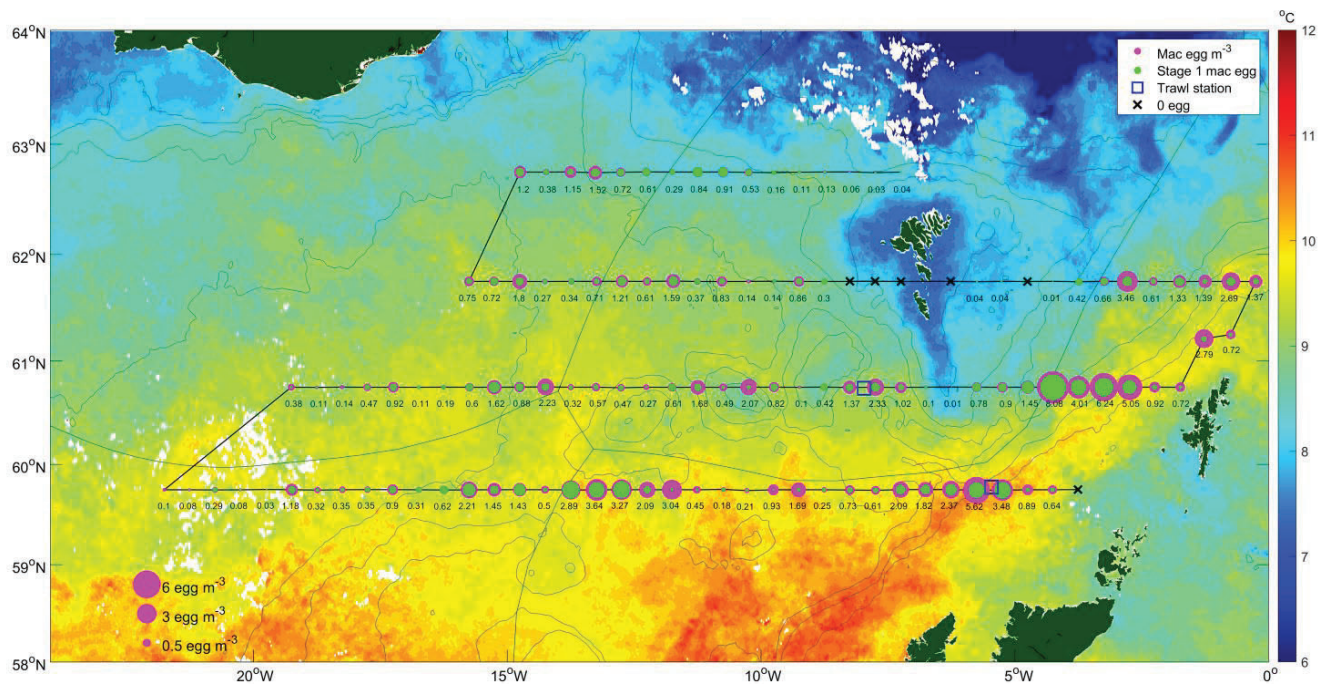 °C
64°N
63°N
62°N
61°N
60°N
59°N
58°N
20°W
15°W
10°W
5°W
0°
12
11
10
9
8
7
6
Mac egg m⁻³
Stage 1 mac egg
Trawl station
0 egg
1.2 0.38 1.15 1.52 0.72 0.61 0.29 0.84 0.91 0.53 0.16 0.11 0.13 0.06 0.03 0.04
0.75 0.72 1.8 0.27 0.34 0.71 1.21 0.61 1.59 0.37 0.83 0.14 0.14 0.86 0.3 0.04 0.04 0.01 0.42 0.66 3.46 0.61 1.33 1.39 2.69 1.37
2.79 0.72
0.38 0.11 0.14 0.47 0.92 0.11 0.19 0.6 1.62 0.88 2.23 0.32 0.57 0.47 0.27 0.61 1.68 0.49 2.07 0.82 0.1 0.42 1.37 2.33 1.02 0.1 0.01 0.78 0.9 1.45 8.08 4.01 6.24 5.05 0.92 0.72
0.1 0.08 0.29 0.08 0.03 1.18 0.32 0.35 0.35 0.9 0.31 0.62 2.21 1.45 1.43 0.5 2.89 3.64 3.27 2.09 3.04 0.45 0.18 0.21 0.93 1.69 0.25 0.73 0.61 2.09 1.82 2.37 5.62 3.48 0.89 0.64
6 egg m⁻³
3 egg m⁻³
0.5 egg m⁻³